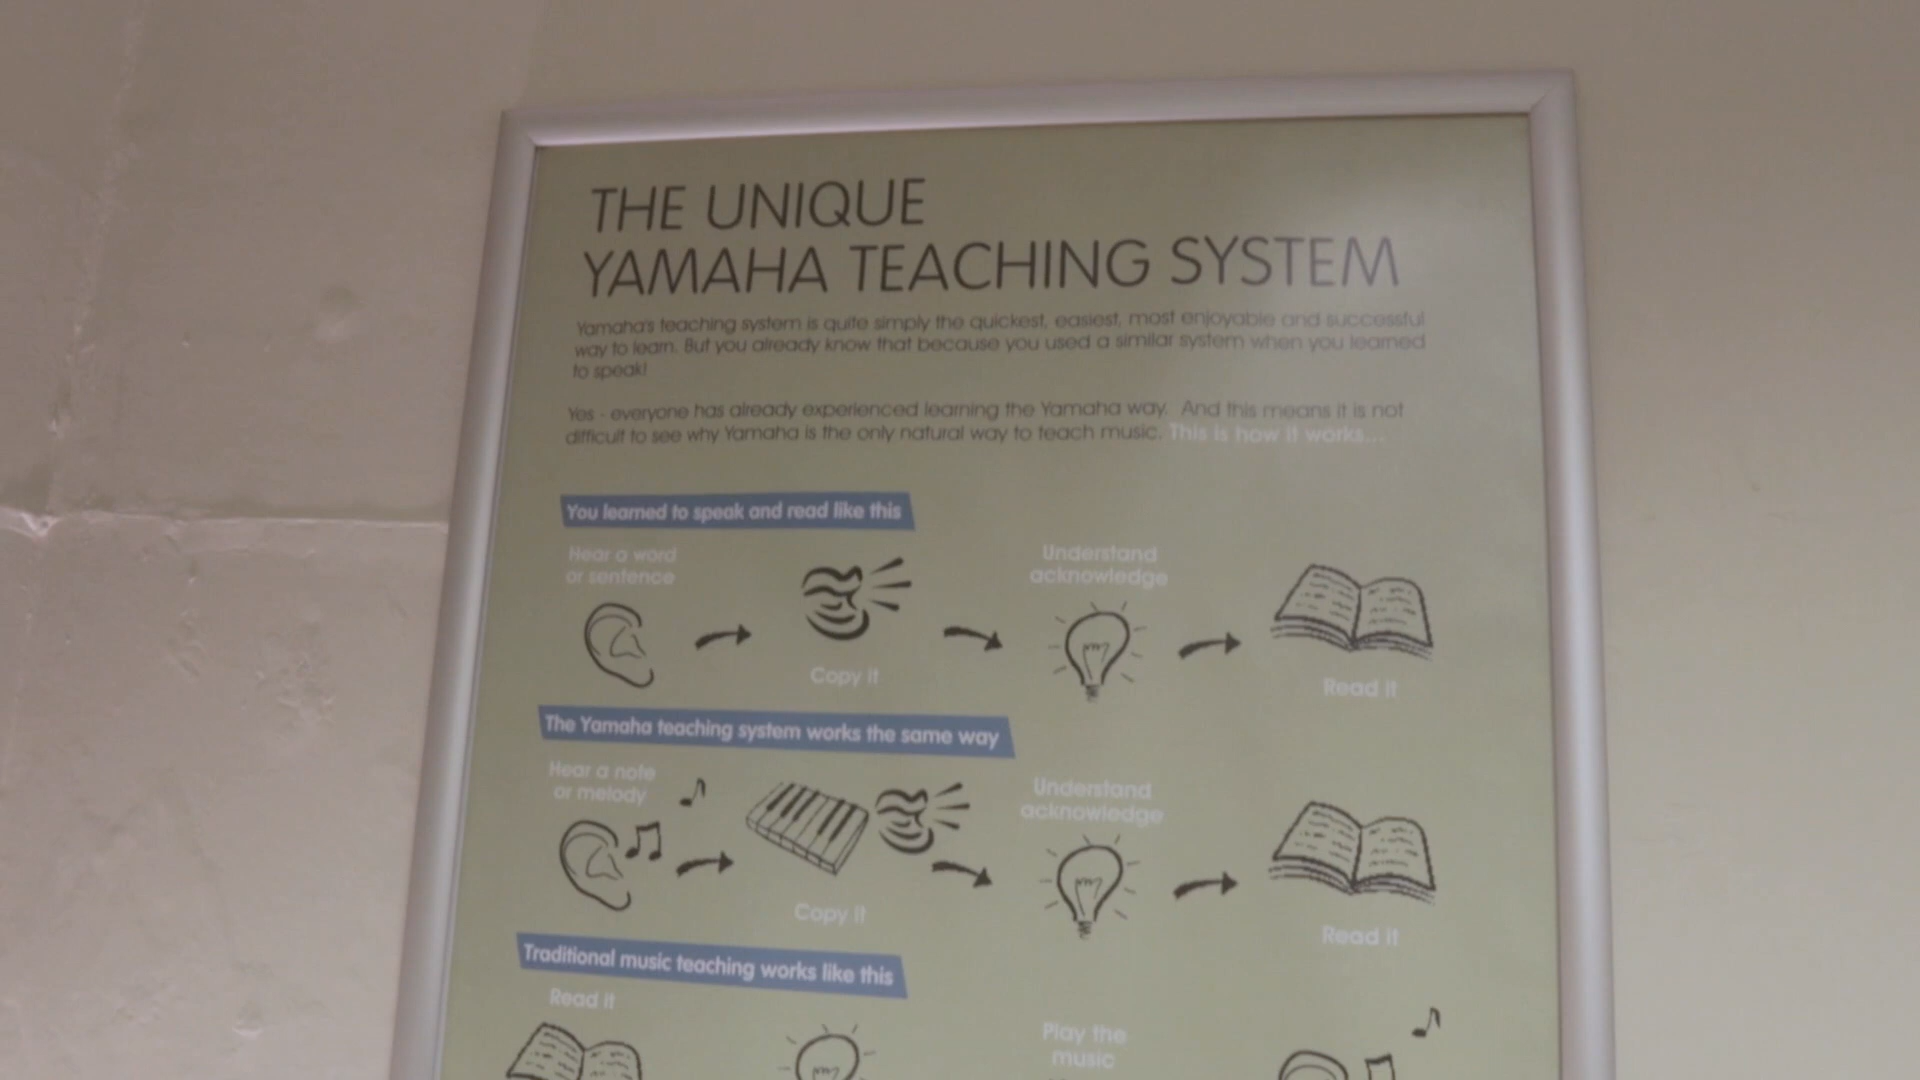 THE UNIQUE
YAMAHA TEACHING SYSTEM
Yamaha's teaching system is quite simply the quickest, easiest, most enjoyable and successful
way to learn. But you already know that because you used a similar system when you learned
to speak!
Yes - everyone has already experienced learning the Yamaha way. And this means it is not
difficult to see why Yamaha is the only natural way to teach music. This is how it works...
You learned to speak and read like this
Hear a word
or sentence
Copy it
Understand
acknowledge
Read it
The Yamaha teaching system works the same way
Hear a note
or melody
Copy it
Understand
acknowledge
Read it
Traditional music teaching works like this
Read it
Play the
music